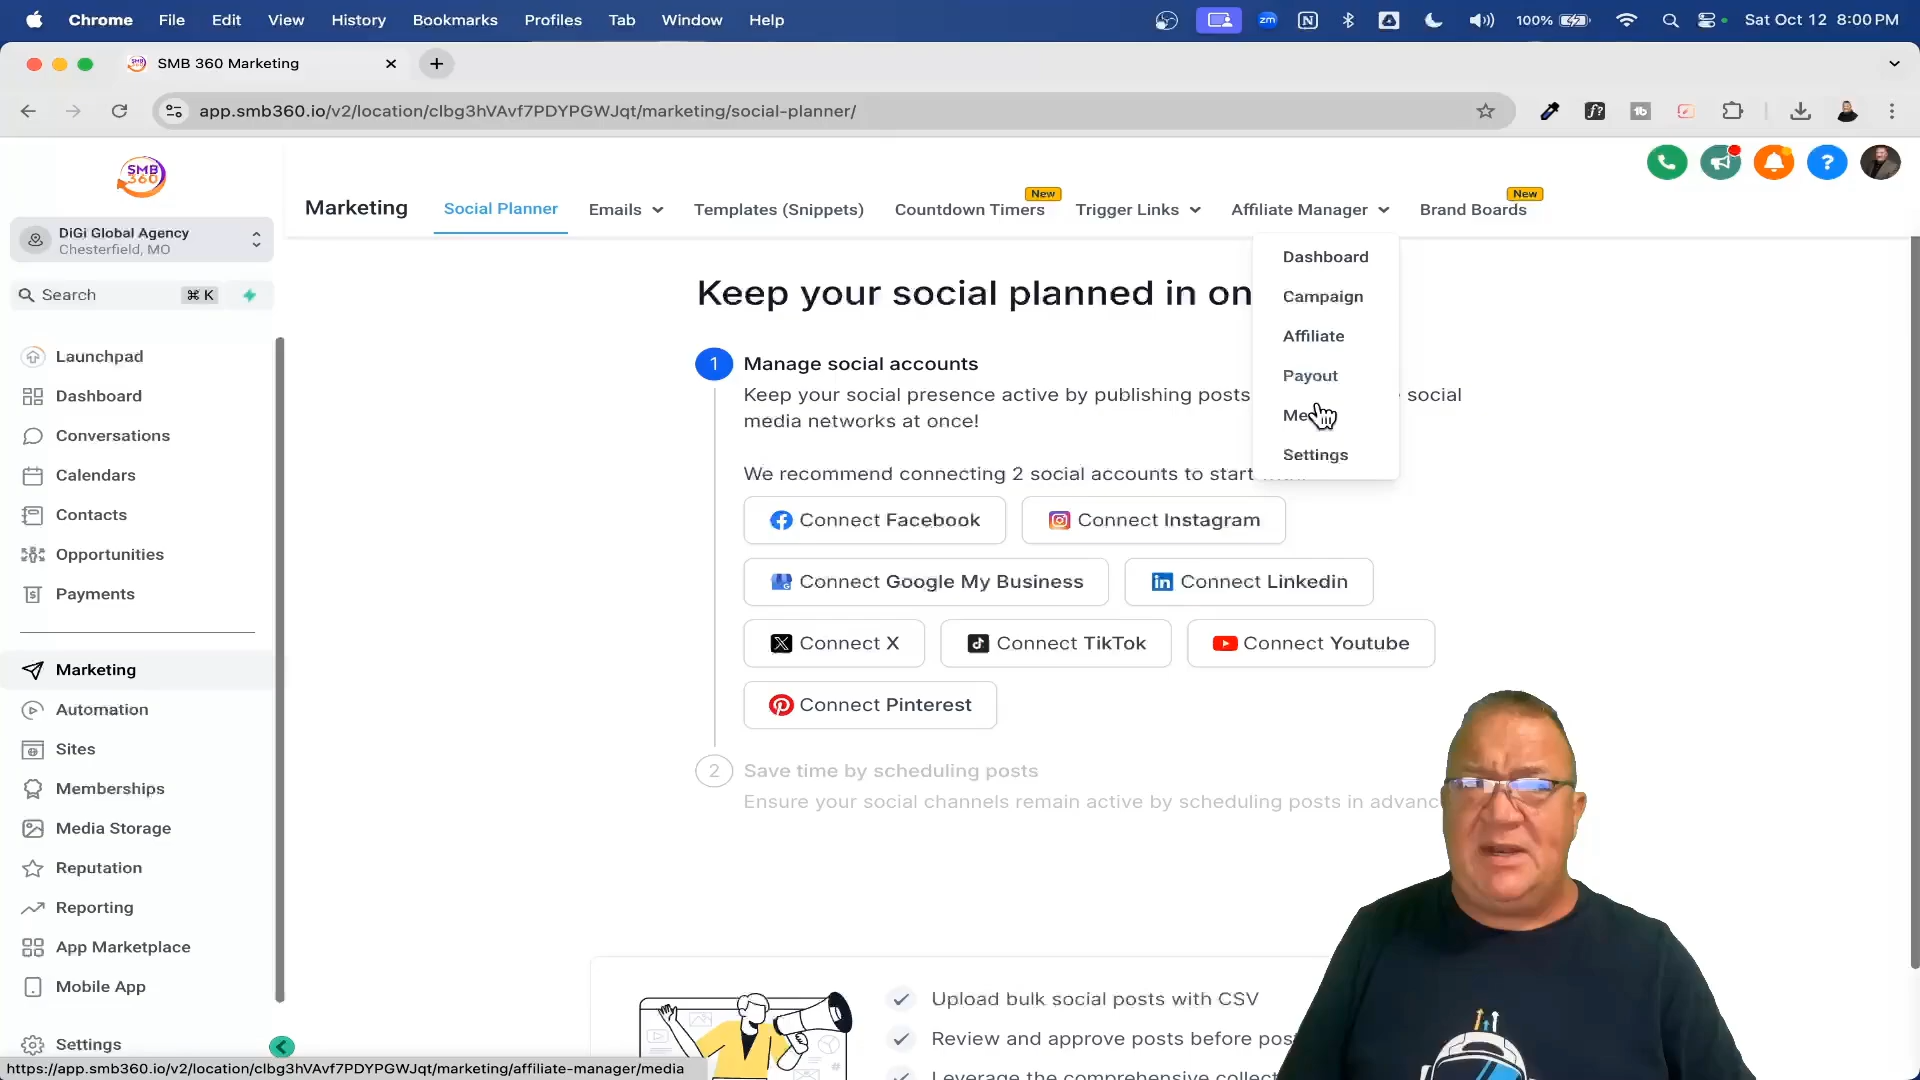 Chrome File Edit View History Bookmarks Profiles Tab Window Help
zm 100% Sat Oct 12 8:00 PM
SMB 360 Marketing
app.smb360.io/v2/location/clbg3hVAvf7PDYPGWJqt/marketing/social-planner/
SMB
360
DiGi Global Agency
Chesterfield, MO
Search ⌘ K
Launchpad
Dashboard
Conversations
Calendars
Contacts
Opportunities
Payments
Marketing
Automation
Sites
Memberships
Media Storage
Reputation
Reporting
App Marketplace
Mobile App
Settings
Marketing Social Planner Emails Templates (Snippets) Countdown Timers New Trigger Links Affiliate Manager Brand Boards New
Dashboard
Campaign
Affiliate
Payout
Settings
Keep your social planned in
1 Manage social accounts
Keep your social presence active by publishing posts social
media networks at once!
We recommend connecting 2 social accounts to start
Connect Facebook Connect Instagram
Connect Google My Business Connect Linkedin
Connect X Connect TikTok Connect Youtube
Connect Pinterest
2 Save time by scheduling posts
Ensure your social channels remain active by scheduling posts in
Upload bulk social posts with CSV
Review and approve posts before
Leverage the comprehensive
https://app.smb360.io/v2/location/clbg3hVAvf7PDYPGWJqt/marketing/affiliate-manager/media